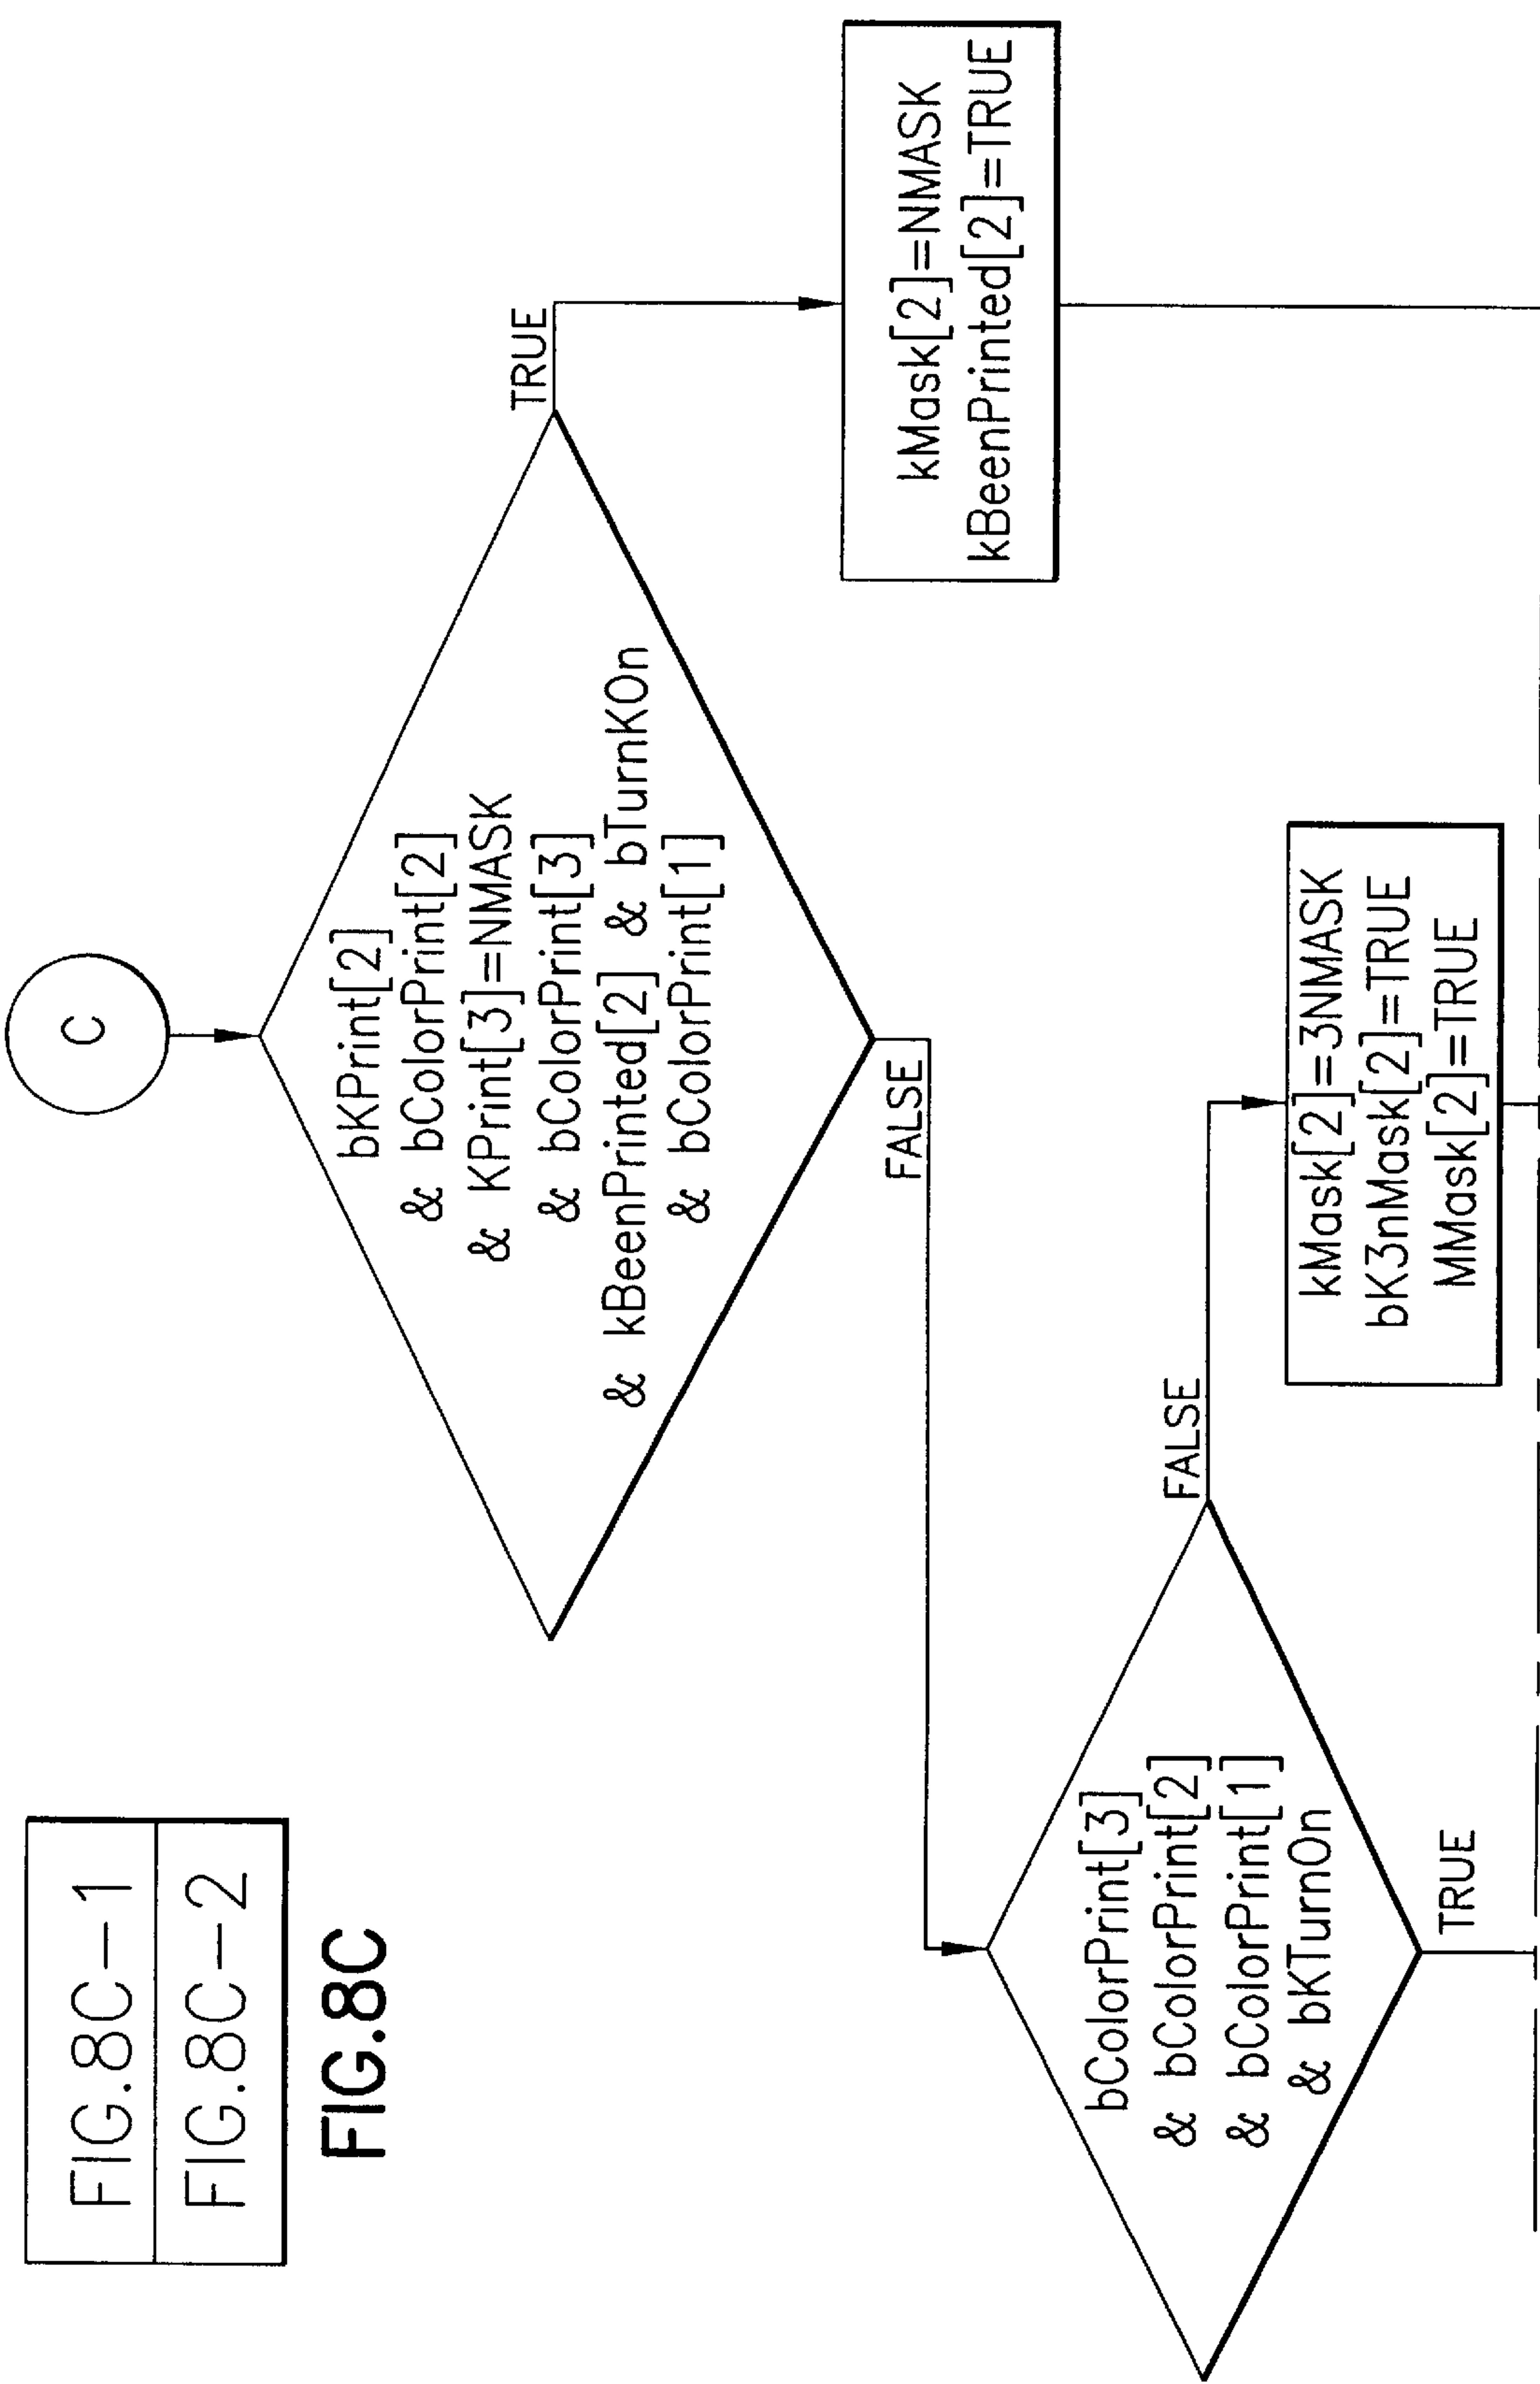 FIG.8C-1
FIG.8C-2
FIG.8C
C
bKPrint[2]
& bColorPrint[2]
& KPrint[3]=NMASK
& bColorPrint[3]
& kBeenPrinted[2] & bTurnKOn
& bColorPrint[1]
TRUE
kMask[2]=NMASK
kBeenPrinted[2]=TRUE
FALSE
bColorPrint[3]
& bColorPrint[2]
& bColorPrint[1]
& bKTurnOn
FALSE
kMask[2]=3NMASK
bK3nMask[2]=TRUE
MMask[2]=TRUE
TRUE